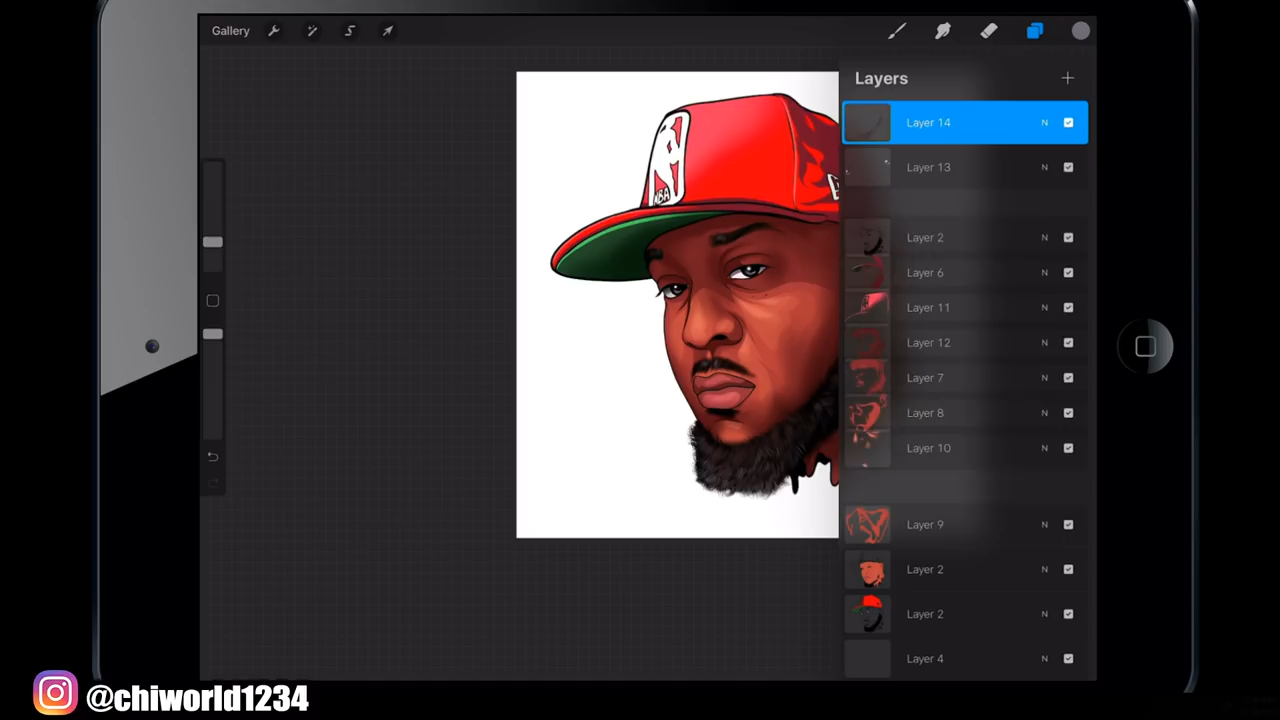 Gallery
Layers
Layer 14 N
Layer 13
Layer 2 N
Layer 6 N
Layer 11 N
Layer 12 N
Layer 7 N
Layer 8 N
Layer 10 N
Layer 9 N
Layer 2 N
Layer 2 N
Layer 4 N
NBA
@chiworld1234